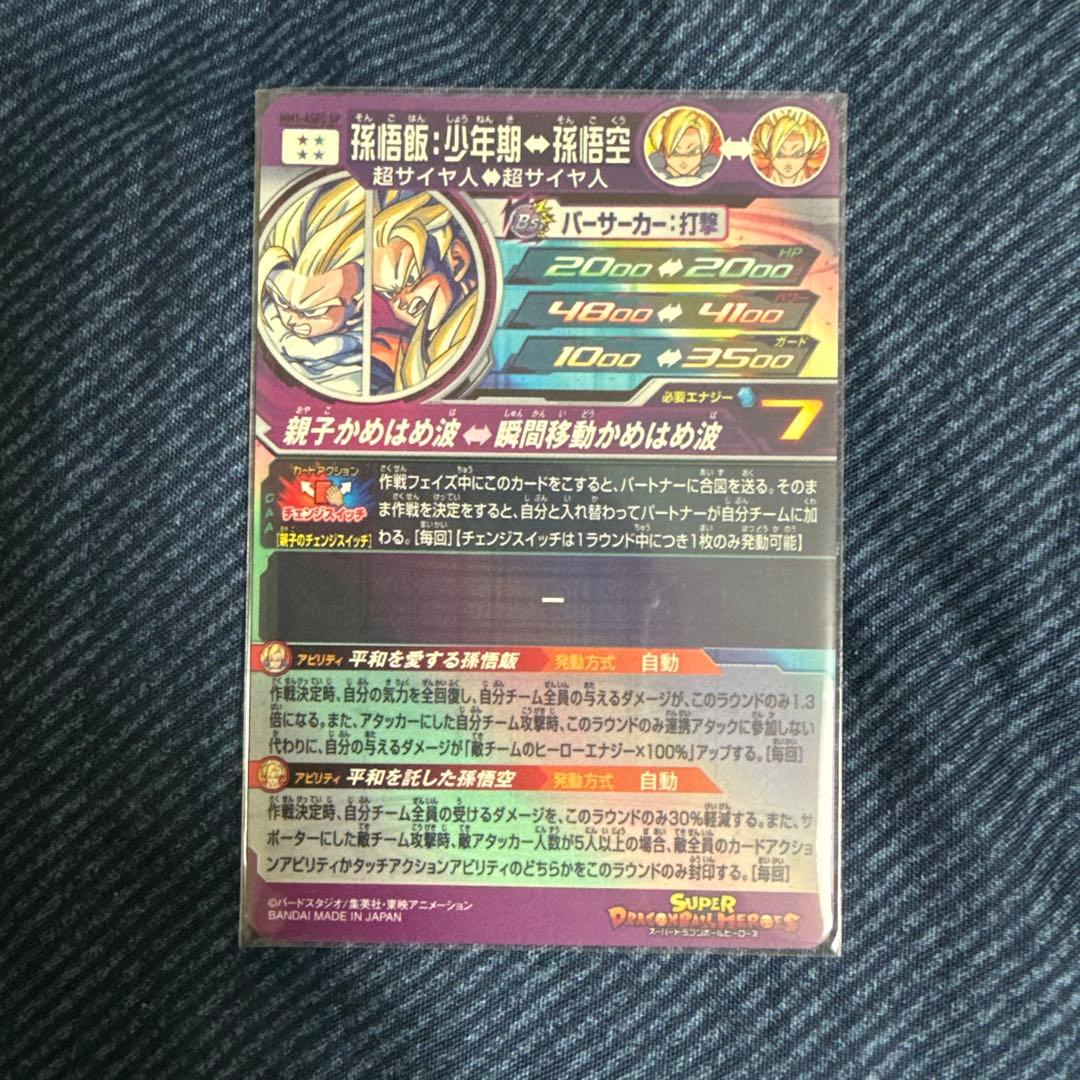 MM1-ASEC SP
孫悟飯:少年期⇔孫悟空
超サイヤ人⇔超サイヤ人
BS バーサーカー:打撃
HP
2000⇔2000
パワー
4800⇔4100
ガード
1000⇔3500
必要エナジー 7
親子かめはめ波⇔瞬間移動かめはめ波
CAA
カードアクション
チェンジスイッチ
[親子のチェンジスイッチ]
作戦フェイズ中にこのカードをこすると、パートナーに合図を送る。そのま
ま作戦を決定をすると、自分と入れ替わってパートナーが自分チームに加
わる。[毎回]【チェンジスイッチは1ラウンド中につき1枚のみ発動可能】
ー
アビリティ 平和を愛する孫悟飯 発動方式 自動
作戦決定時、自分の気力を全回復し、自分チーム全員の与えるダメージが、このラウンドのみ1.3
倍になる。また、アタッカーにした自分チーム攻撃時、このラウンドのみ連携アタックに参加しない
代わりに、自分の与えるダメージが「敵チームのヒーローエナジー×100%」アップする。[毎回]
アビリティ 平和を託した孫悟空 発動方式 自動
作戦決定時、自分チーム全員の受けるダメージを、このラウンドのみ30%軽減する。また、サ
ポーターにした敵チーム攻撃時、敵アタッカー人数が5人以上の場合、敵全員のカードアクショ
ンアビリティかタッチアクションアビリティのどちらかをこのラウンドのみ封印する。[毎回]
©バードスタジオ/集英社・東映アニメーション
BANDAI MADE IN JAPAN
SUPER
DRAGONBALL HEROES
スーパードラゴンボールヒーローズ